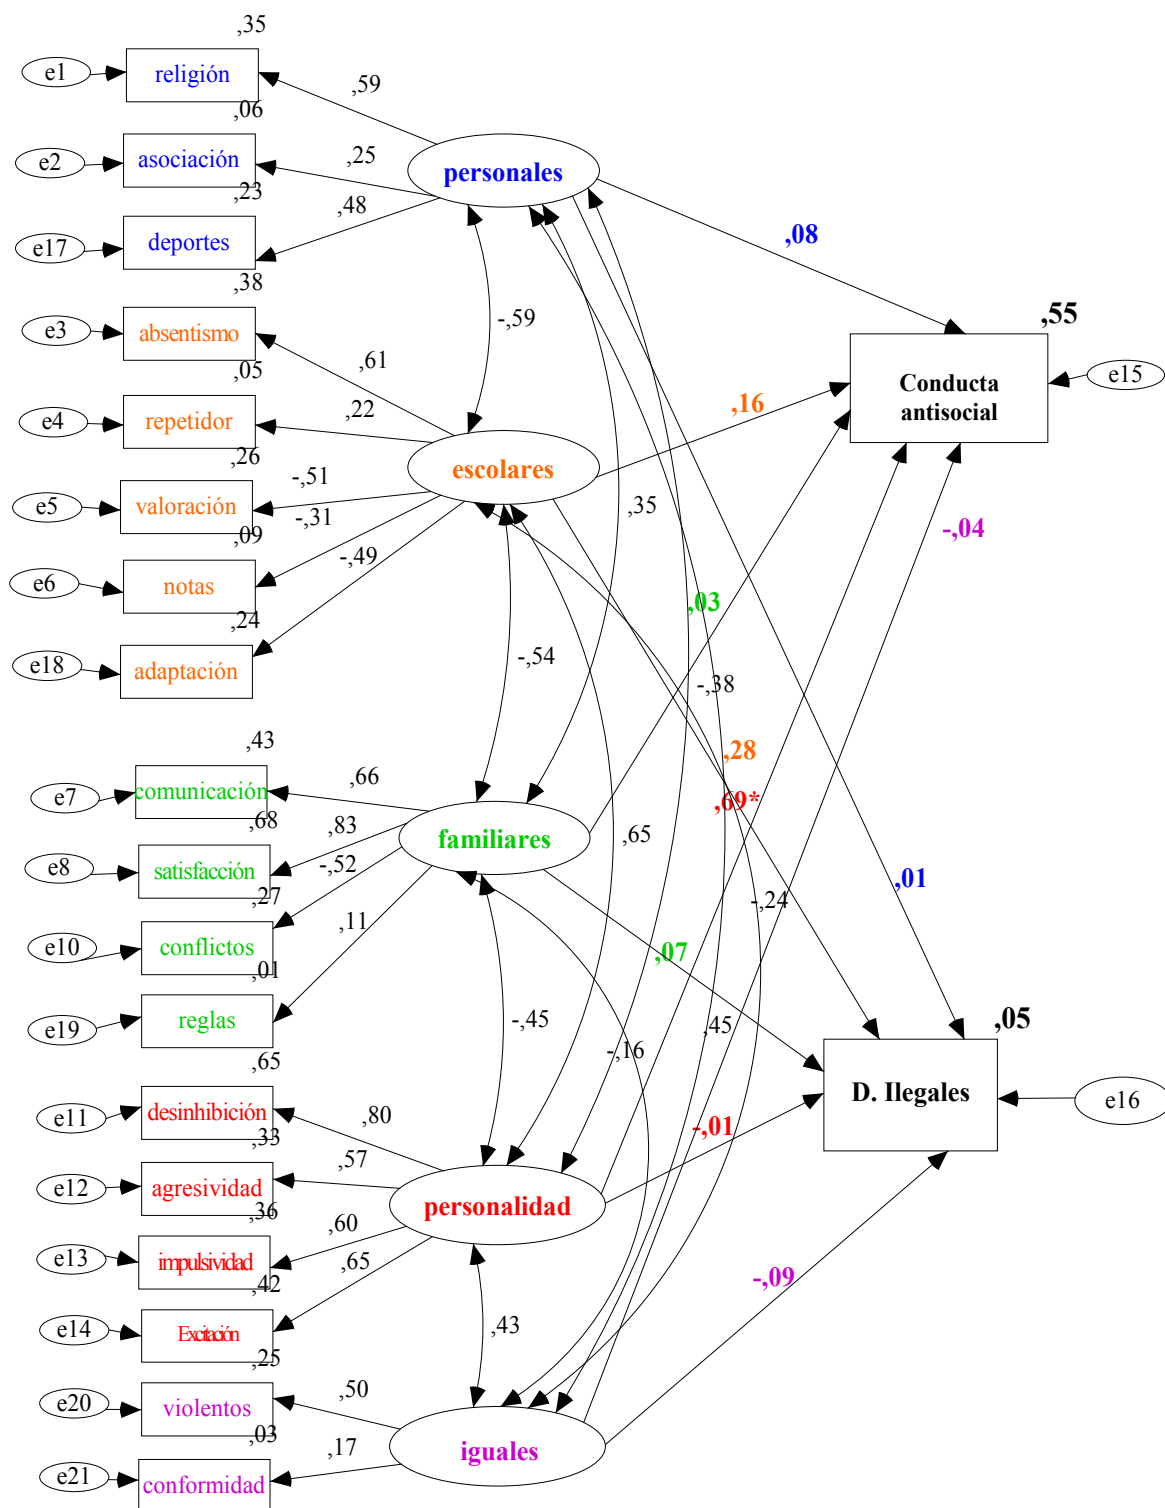 ,35
e1
religión
,59
,06
e2
asociación
,25
personales
,23
,48
e17
deportes
,08
,38
e3
absentismo
-,59
,55
,61
Conducta
antisocial
e15
,05
e4
repetidor
,22
,16
,26
escolares
e5
valoración
-,51
-,31
,35
-,04
,09
-,49
e6
notas
,03
,24
e18
adaptación
-,54
-,38
,43
,28
e7
comunicación
,66
,69*
,68
,83
familiares
,65
e8
satisfacción
-,52
,27
,01
-,24
e10
conflictos
,11
,07
,01
e19
reglas
-,45
-,16
,45
,05
,65
D. Ilegales
e16
e11
desinhibición
,80
-,01
,33
,57
e12
agresividad
personalidad
,36
,60
e13
impulsividad
,65
,42
-,09
e14
Excitación
,43
,25
e20
violentos
,50
,03
,17
iguales
e21
conformidad